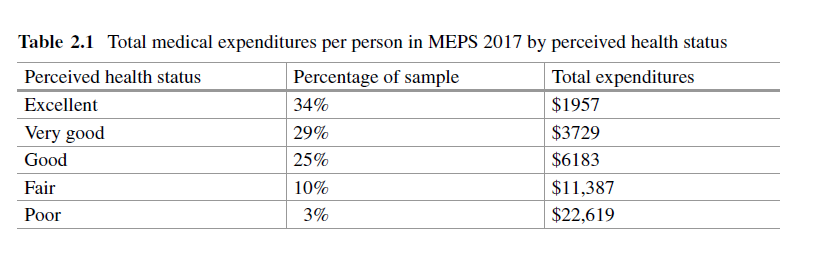 Table 2.1 Total medical expenditures per person in MEPS 2017 by perceived health status
Perceived health status Percentage of sample Total expenditures
Excellent 34% $1957
Very good 29% $3729
Good 25% $6183
Fair 10% $11,387
Poor 3% $22,619